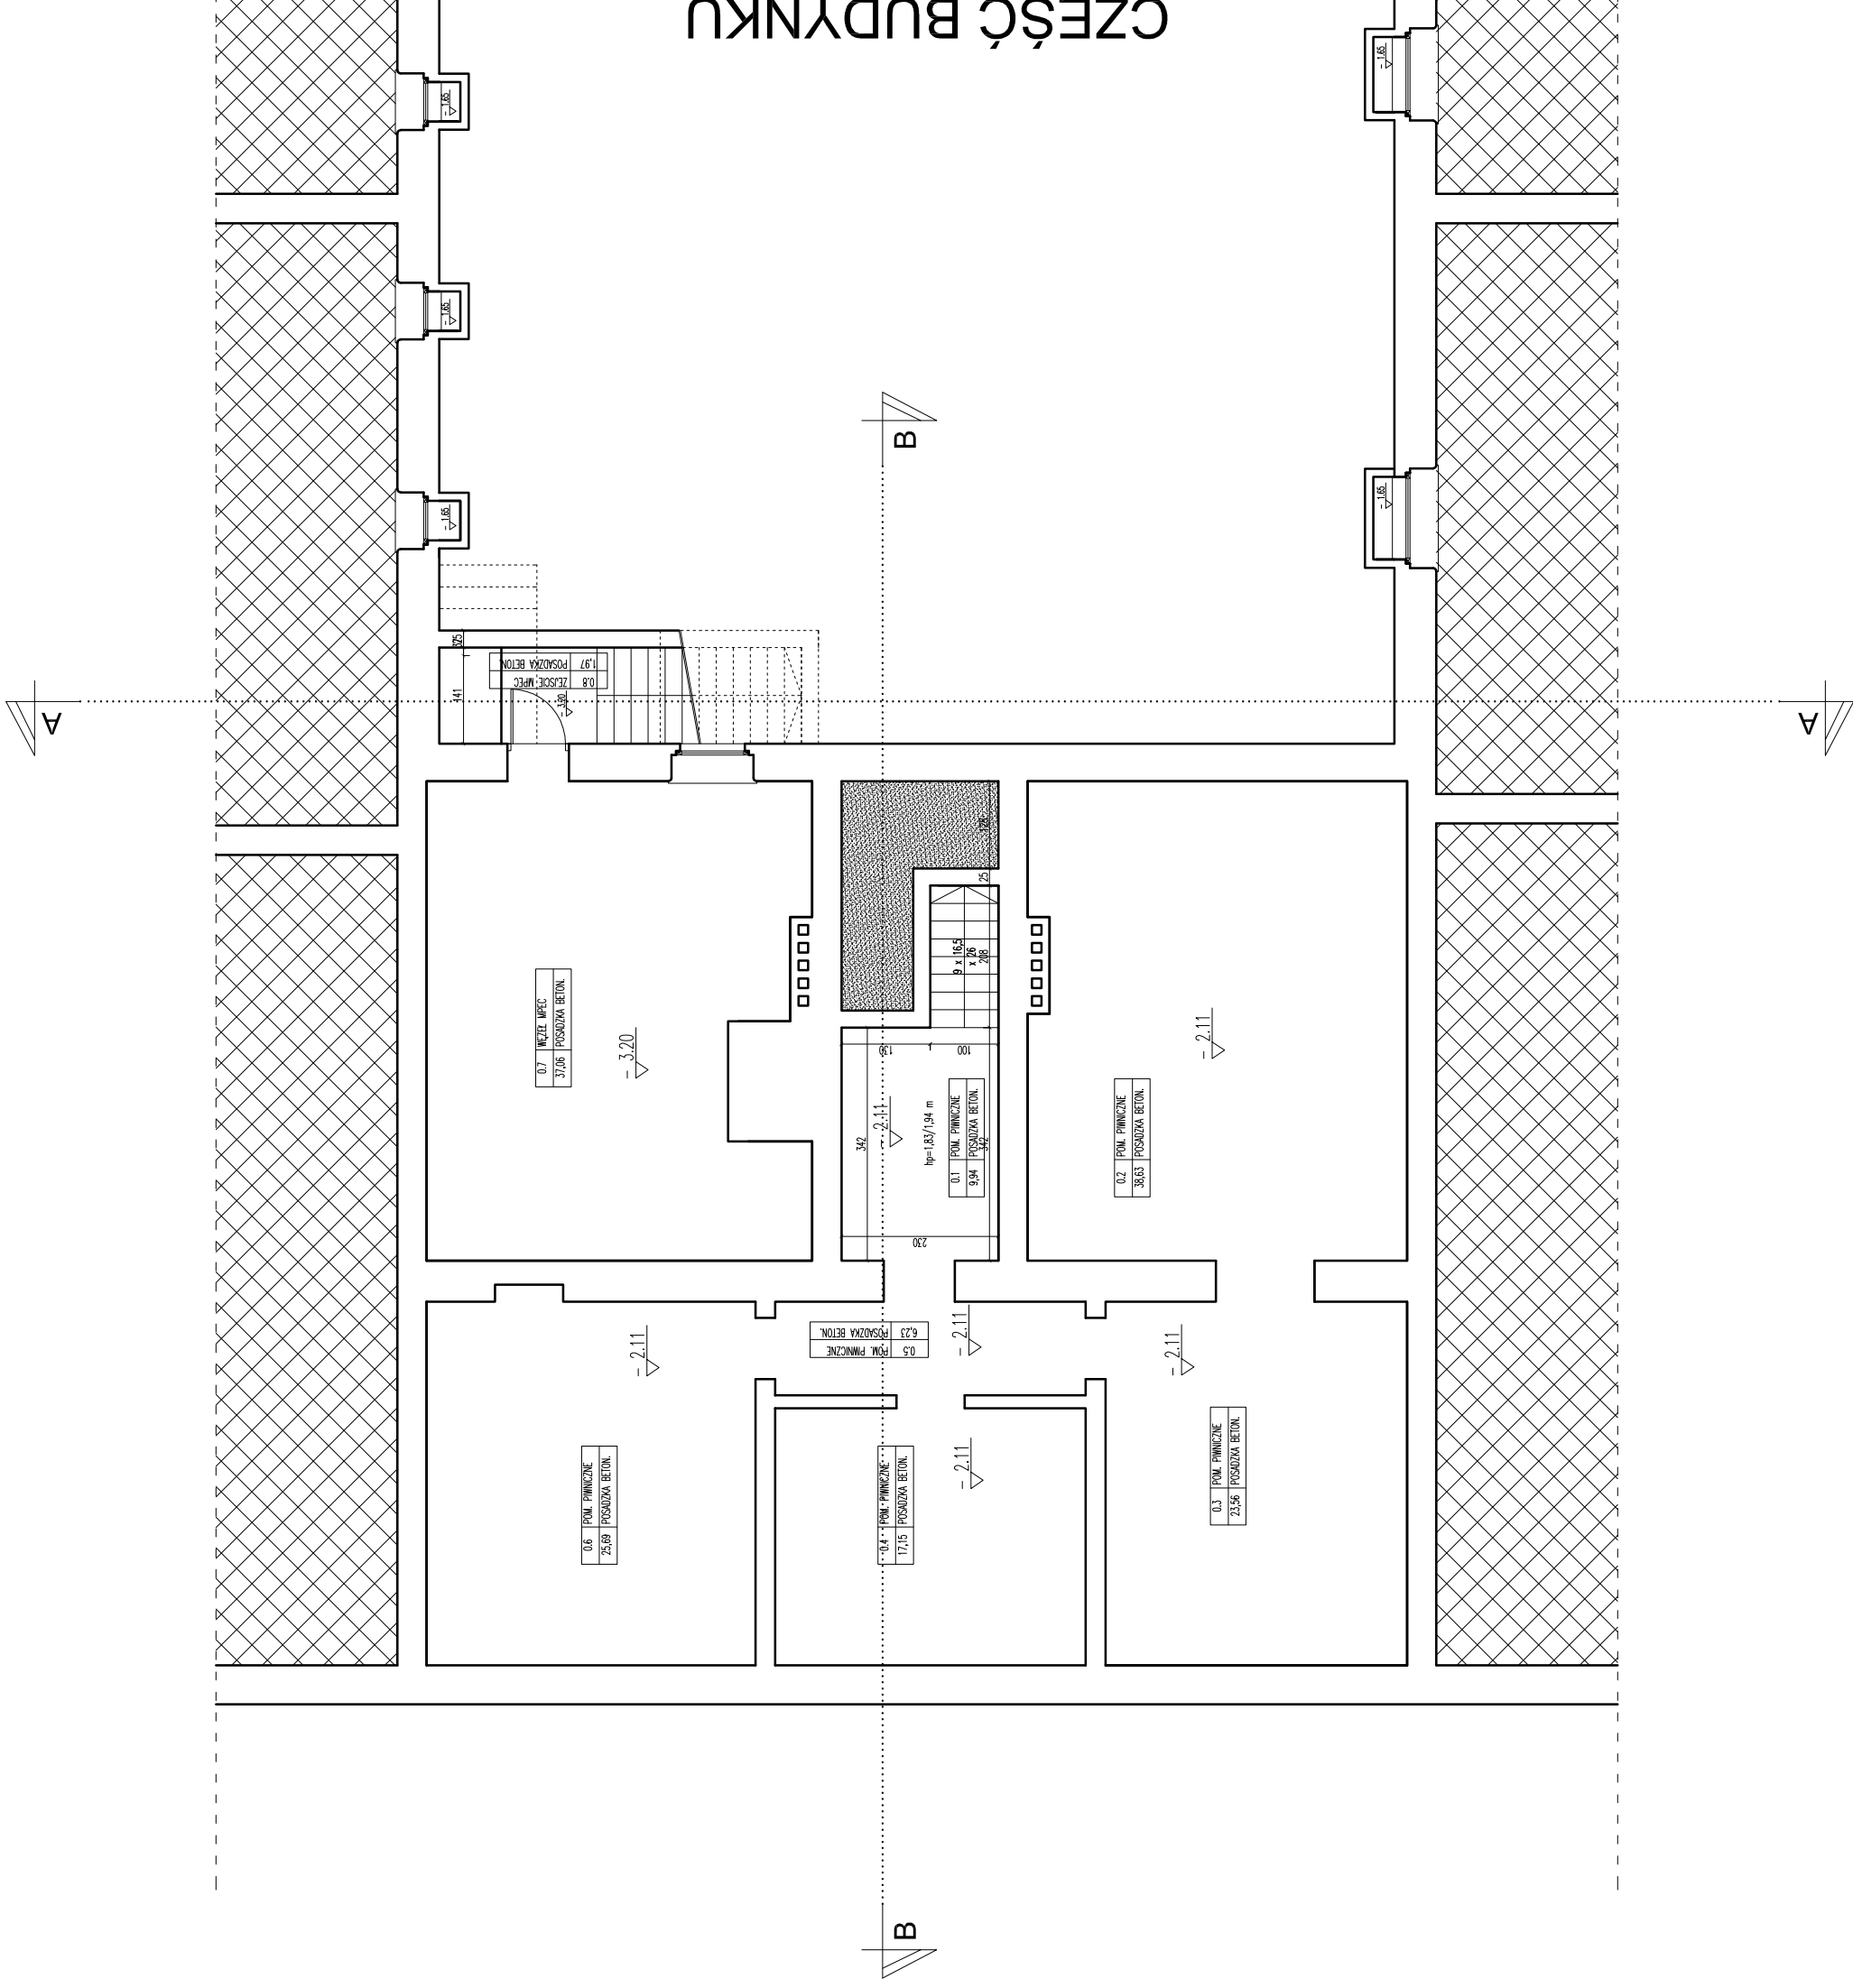 CZĘŚĆ BUDYNKU
- 1.65
- 1.65
- 1.65
- 1.65
- 1.65
B
A
A
325
141
0.8 ZEJŚCIE MPEC
1,97 POSADZKA BETON.
- 3.20
128
25
9 x 16,5
x 26
208
0.7 WĘZEŁ MPEC
37,06 POSADZKA BETON.
- 3.20
130
100
342
- 2.11
hp=1,83/1,94 m
0.1 POM. PIWNICZNE
9,94 POSADZKA BETON.
342
230
- 2.11
0.2 POM. PIWNICZNE
38,63 POSADZKA BETON.
0.5 POM. PIWNICZNE
6,23 POSADZKA BETON.
- 2.11
- 2.11
- 2.11
0.6 POM. PIWNICZNE
25,69 POSADZKA BETON.
0.4 POM. PIWNICZNE
17,15 POSADZKA BETON.
- 2.11
0.3 POM. PIWNICZNE
23,56 POSADZKA BETON.
B